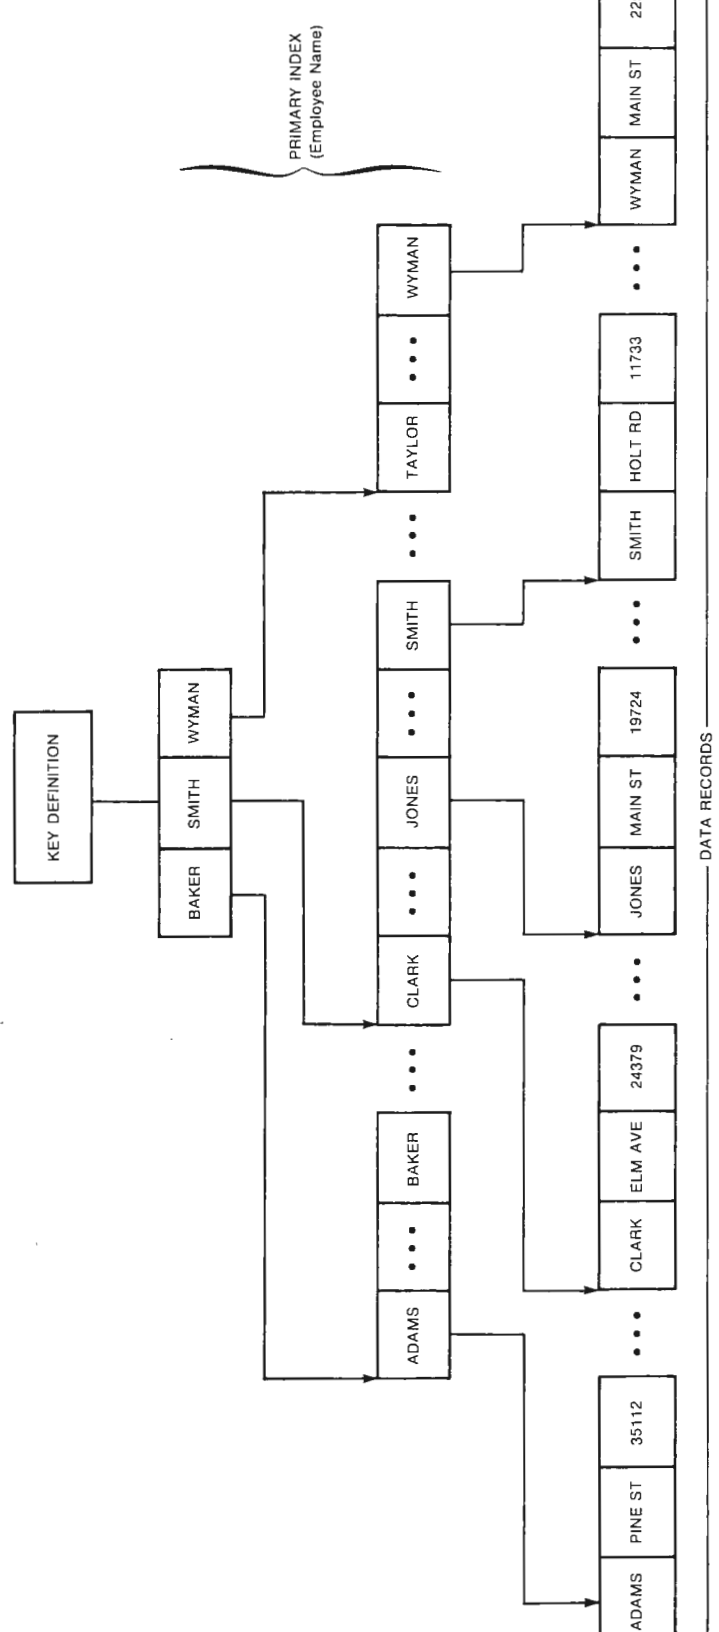 KEY DEFINITION
BAKER SMITH WYMAN
PRIMARY INDEX
(Employee Name)
ADAMS ••• BAKER ••• CLARK ••• JONES ••• SMITH ••• TAYLOR ••• WYMAN
ADAMS PINE ST 35112 ••• CLARK ELM AVE 24379 ••• JONES MAIN ST 19724 ••• SMITH HOLT RD 11733 ••• WYMAN MAIN ST
DATA RECORDS